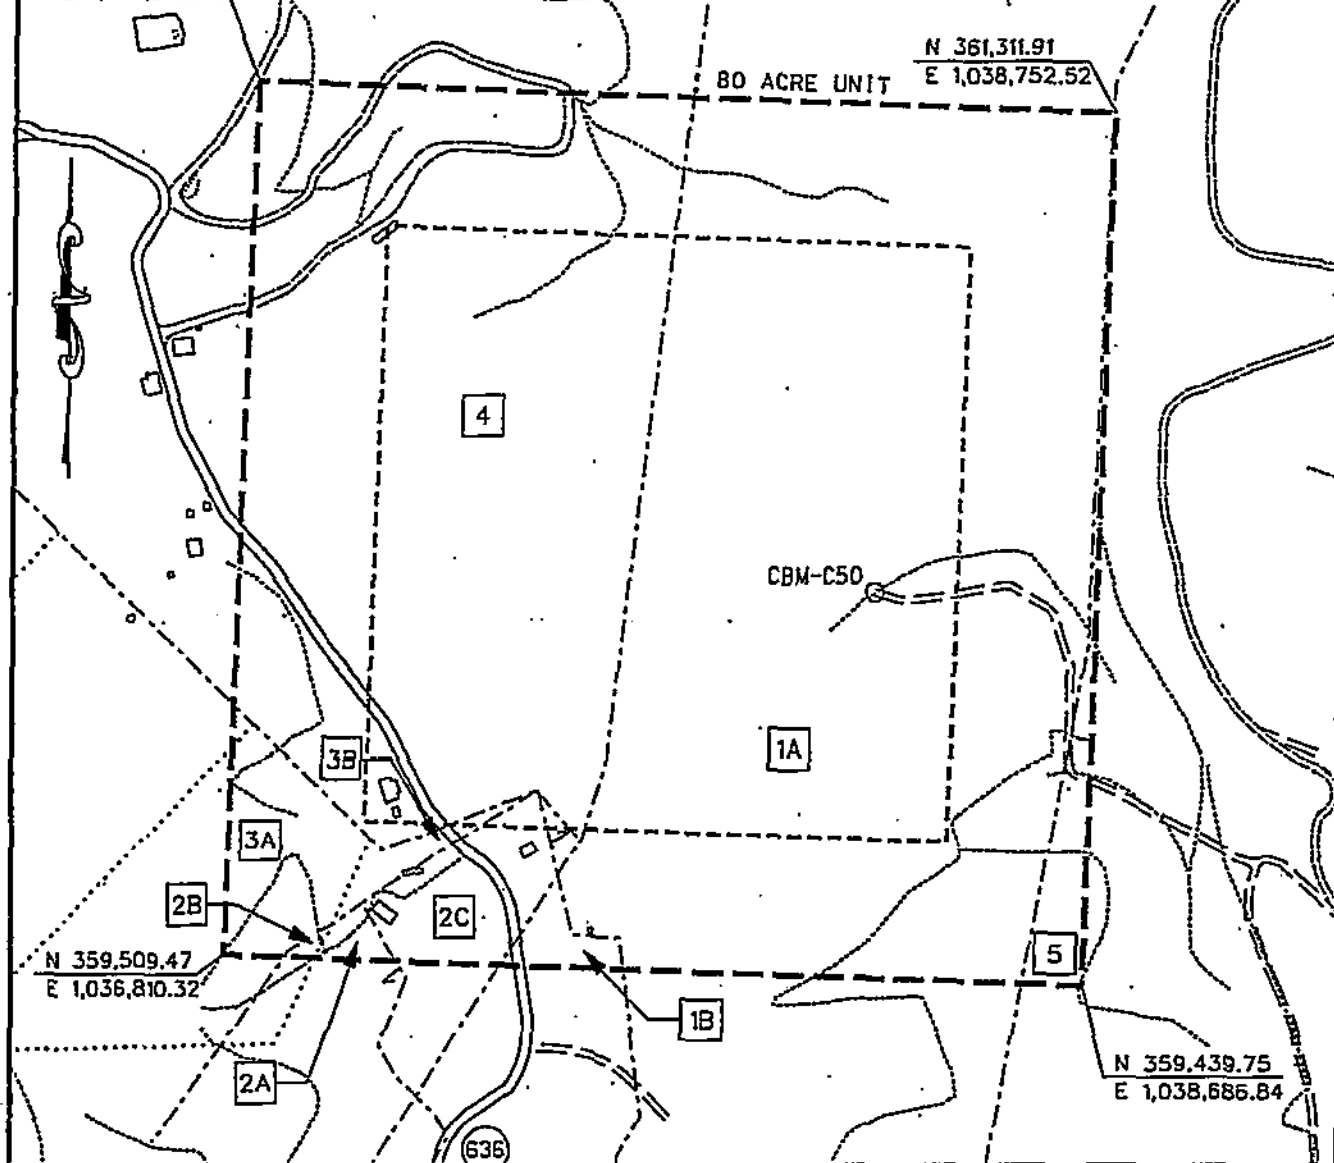 N 361,311.91
E 1,038,752.52
80 ACRE UNIT
4
CBM-C50
1A
3B
3A
2B
2C
N 359,509.47
E 1,036,810.32
5
1B
2A
N 359,439.75
E 1,038,686.84
636